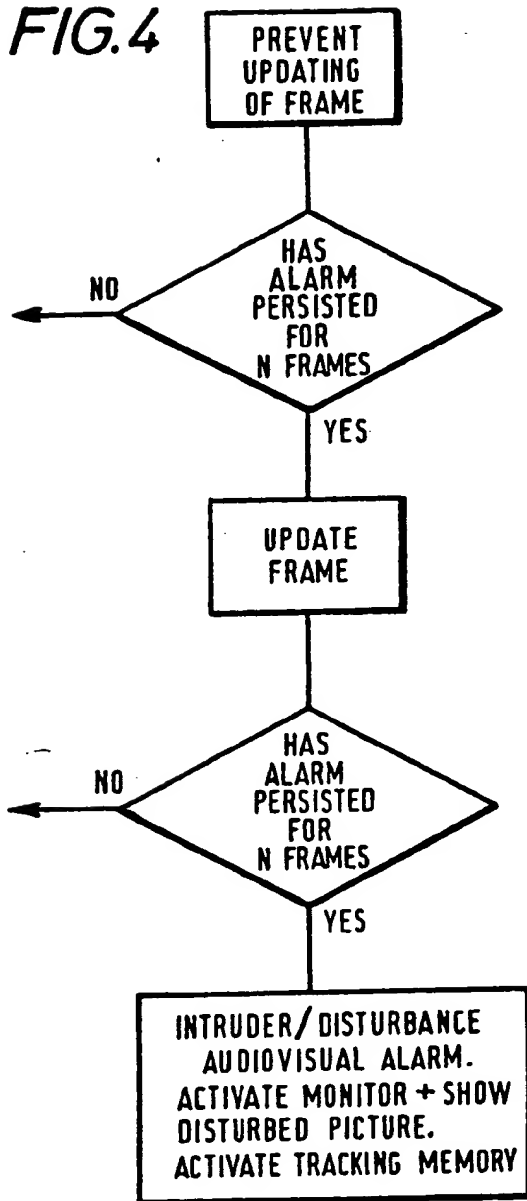 FIG.4
PREVENT
UPDATING
OF FRAME
HAS
ALARM
PERSISTED
FOR
N FRAMES
NO
YES
UPDATE
FRAME
HAS
ALARM
PERSISTED
FOR
N FRAMES
NO
YES
INTRUDER/DISTURBANCE
AUDIOVISUAL ALARM.
ACTIVATE MONITOR + SHOW
DISTURBED PICTURE.
ACTIVATE TRACKING MEMORY